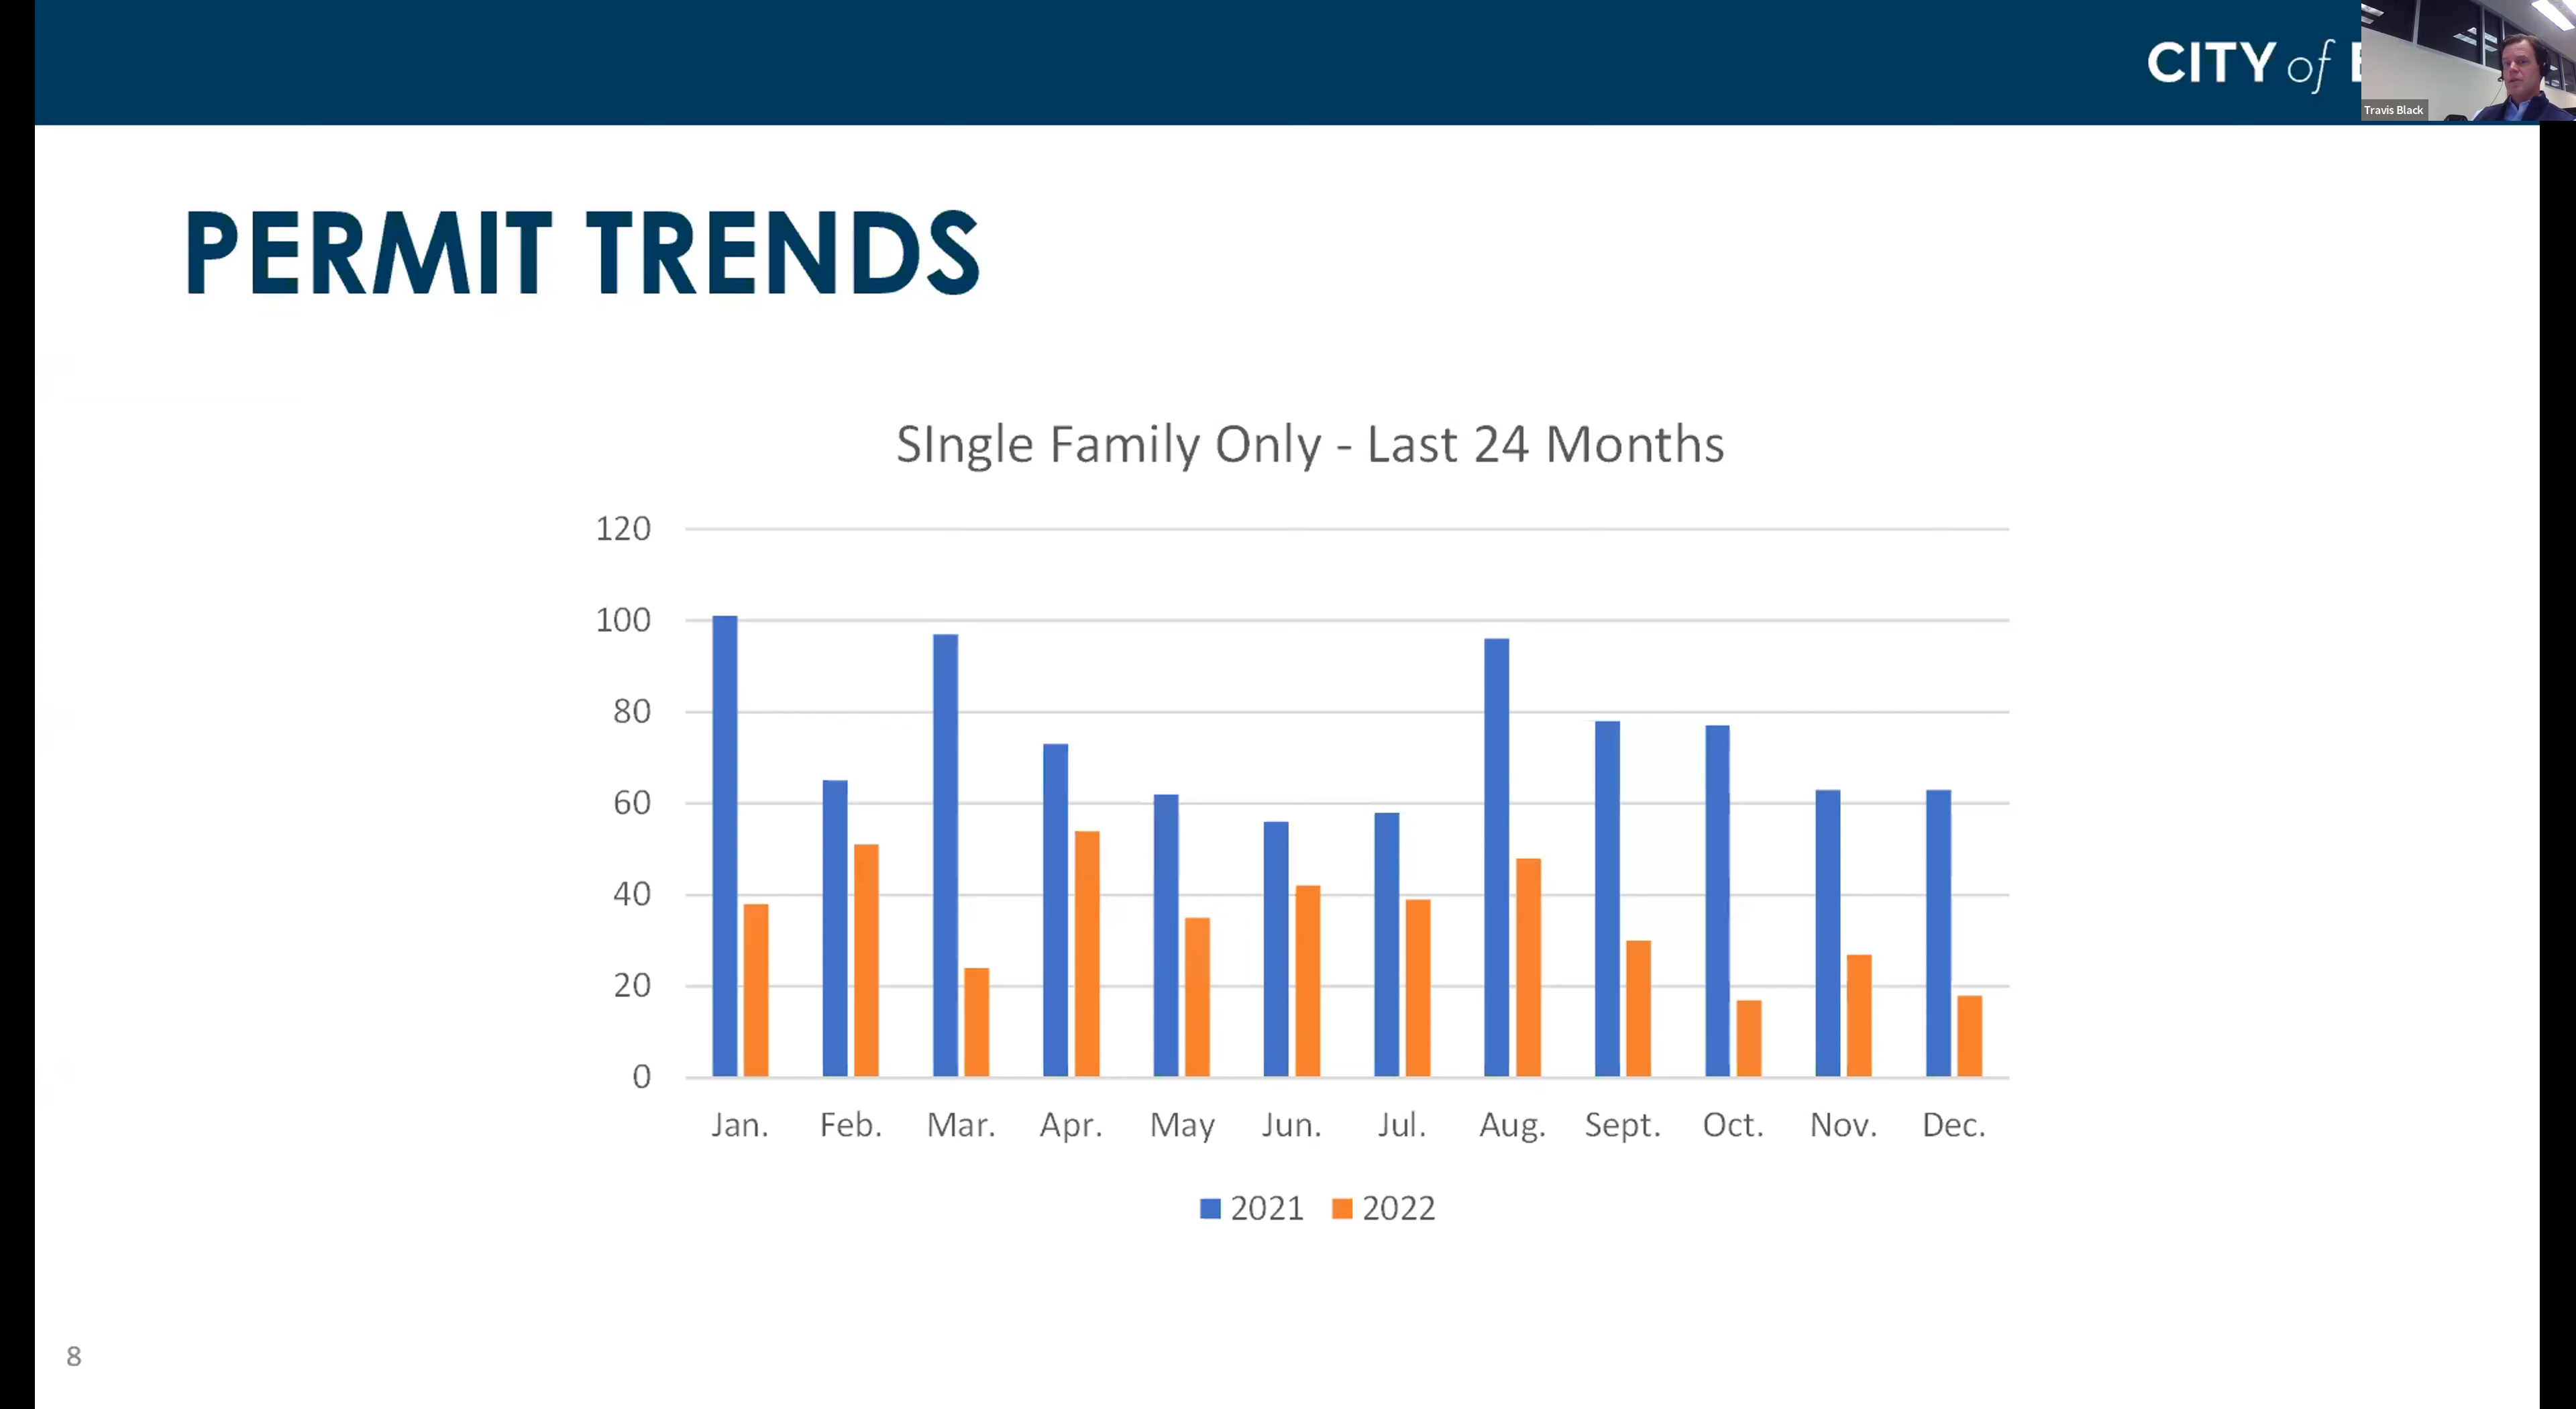 CITY of
Travis Black
PERMIT TRENDS
SIngle Family Only - Last 24 Months
120
100
80
60
40
20
0
Jan. Feb. Mar. Apr. May Jun. Jul. Aug. Sept. Oct. Nov. Dec.
2021 2022
8